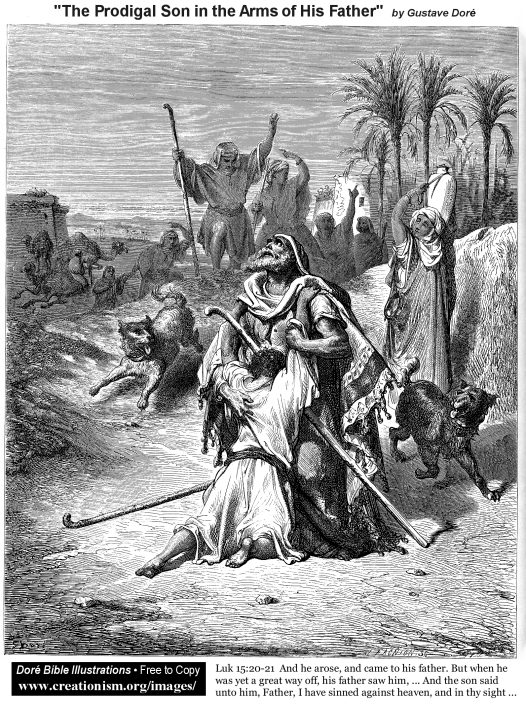 "The Prodigal Son in the Arms of His Father" by Gustave Doré
Doré Bible Illustrations • Free to Copy
www.creationism.org/images/
Luk 15:20-21 And he arose, and came to his father. But when he
was yet a great way off, his father saw him, ... And the son said
unto him, Father, I have sinned against heaven, and in thy sight ...